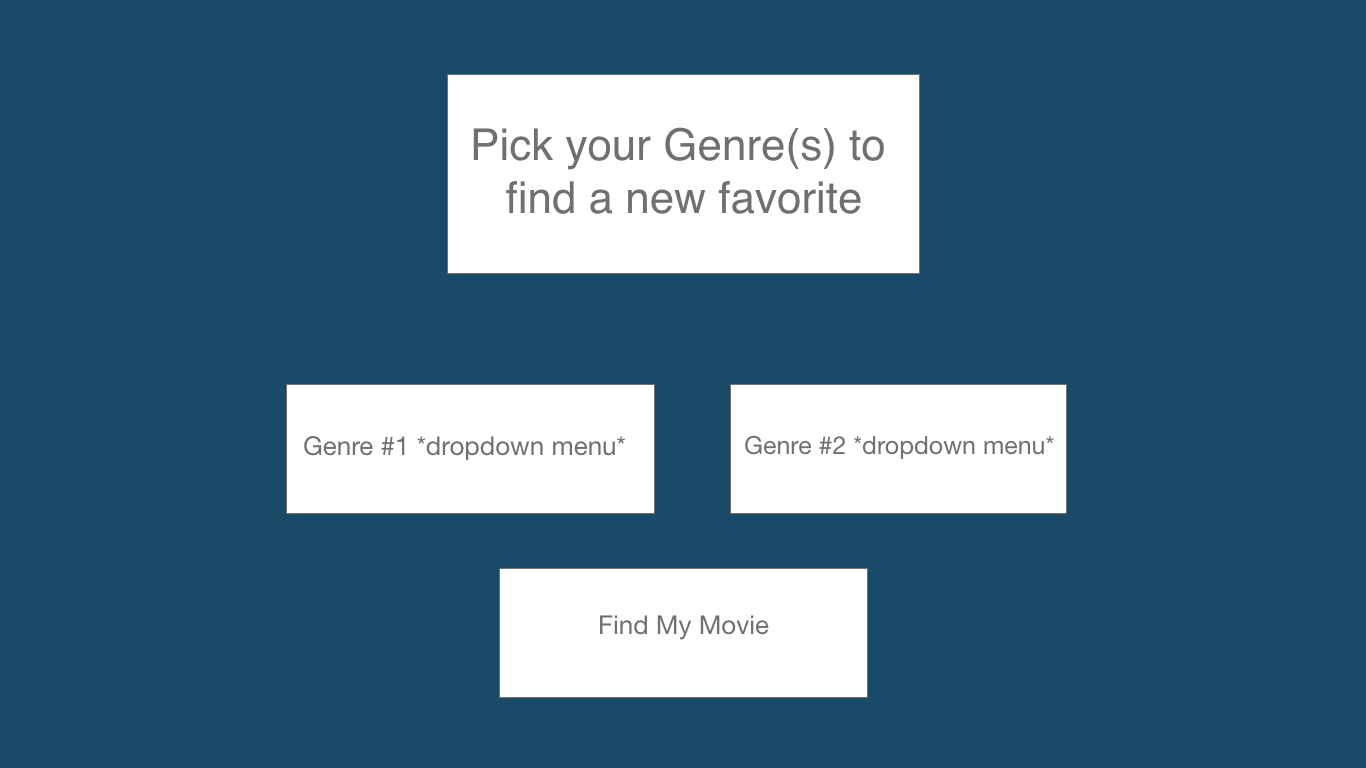 Pick your Genre(s) to
find a new favorite
Genre #1 *dropdown menu*
Genre #2 *dropdown menu*
Find My Movie